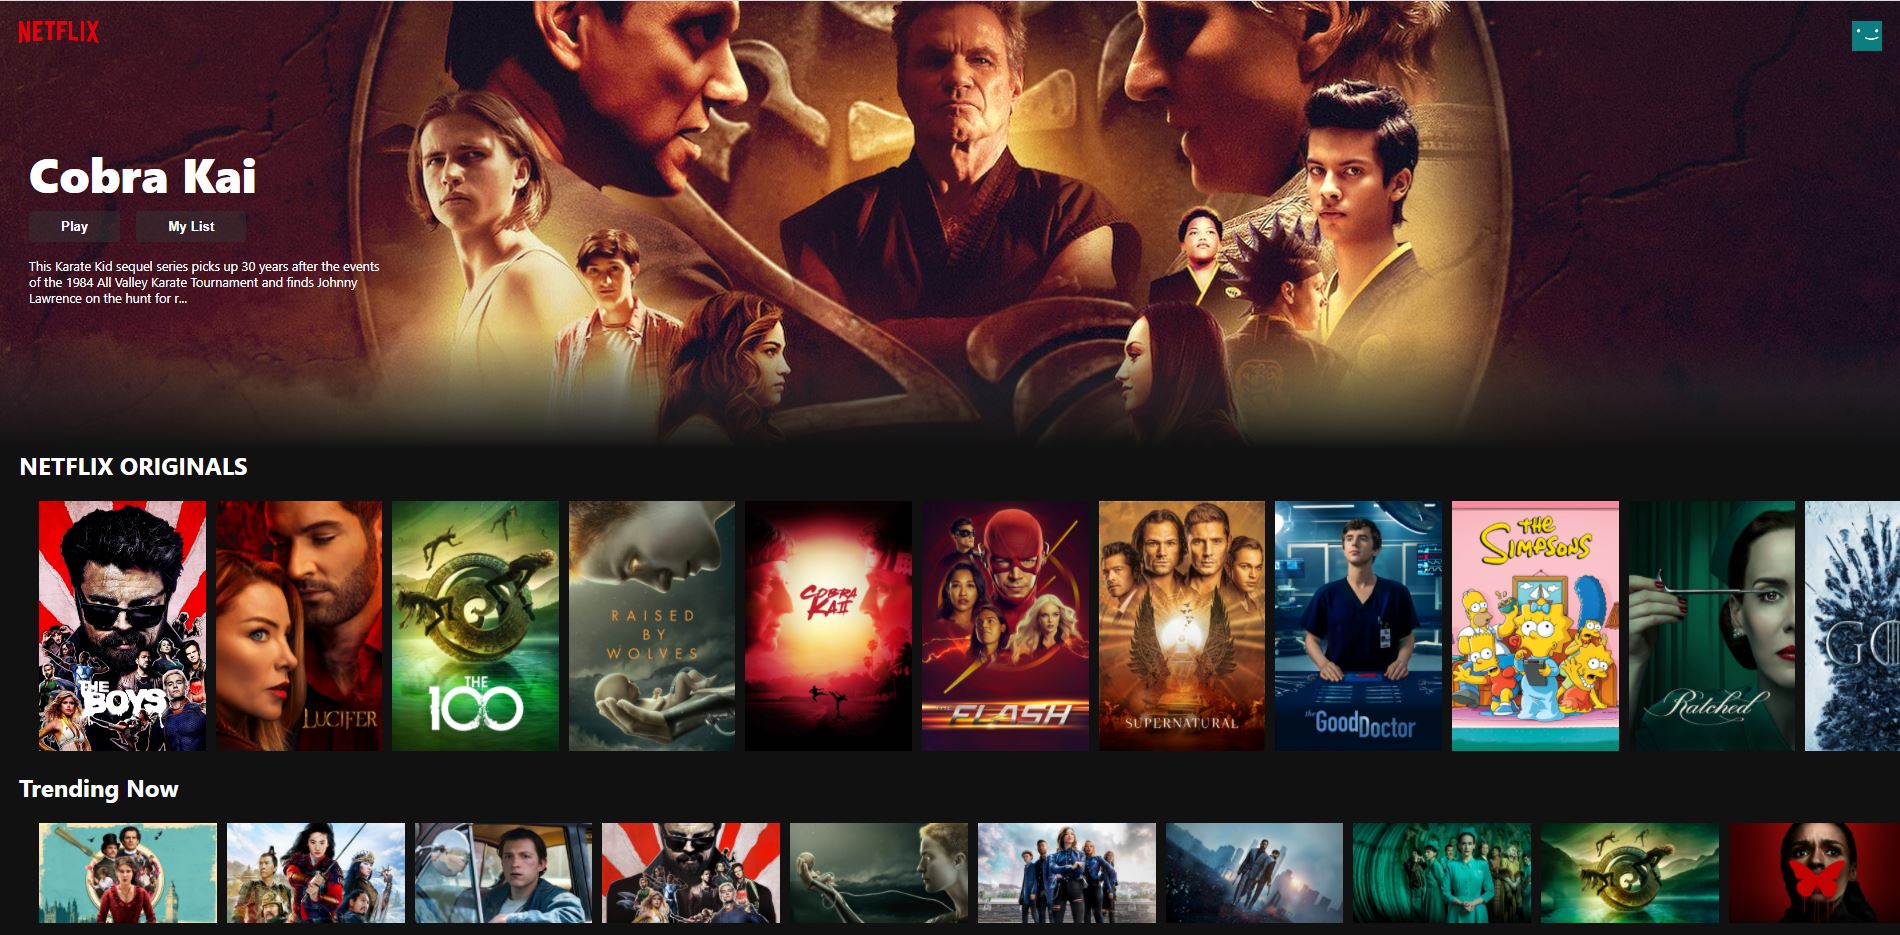 NETFLIX
Cobra Kai
Play
My List
This Karate Kid sequel series picks up 30 years after the events
of the 1984 All Valley Karate Tournament and finds Johnny
Lawrence on the hunt for r...
NETFLIX ORIGINALS
THE
BOYS
LUCIFER
THE
100
RAISED
BY
WOLVES
COBRA
KAI
THE
FLASH
SUPERNATURAL
the
Good Doctor
THE
SIMPSONS
Ratched
GO
Trending Now